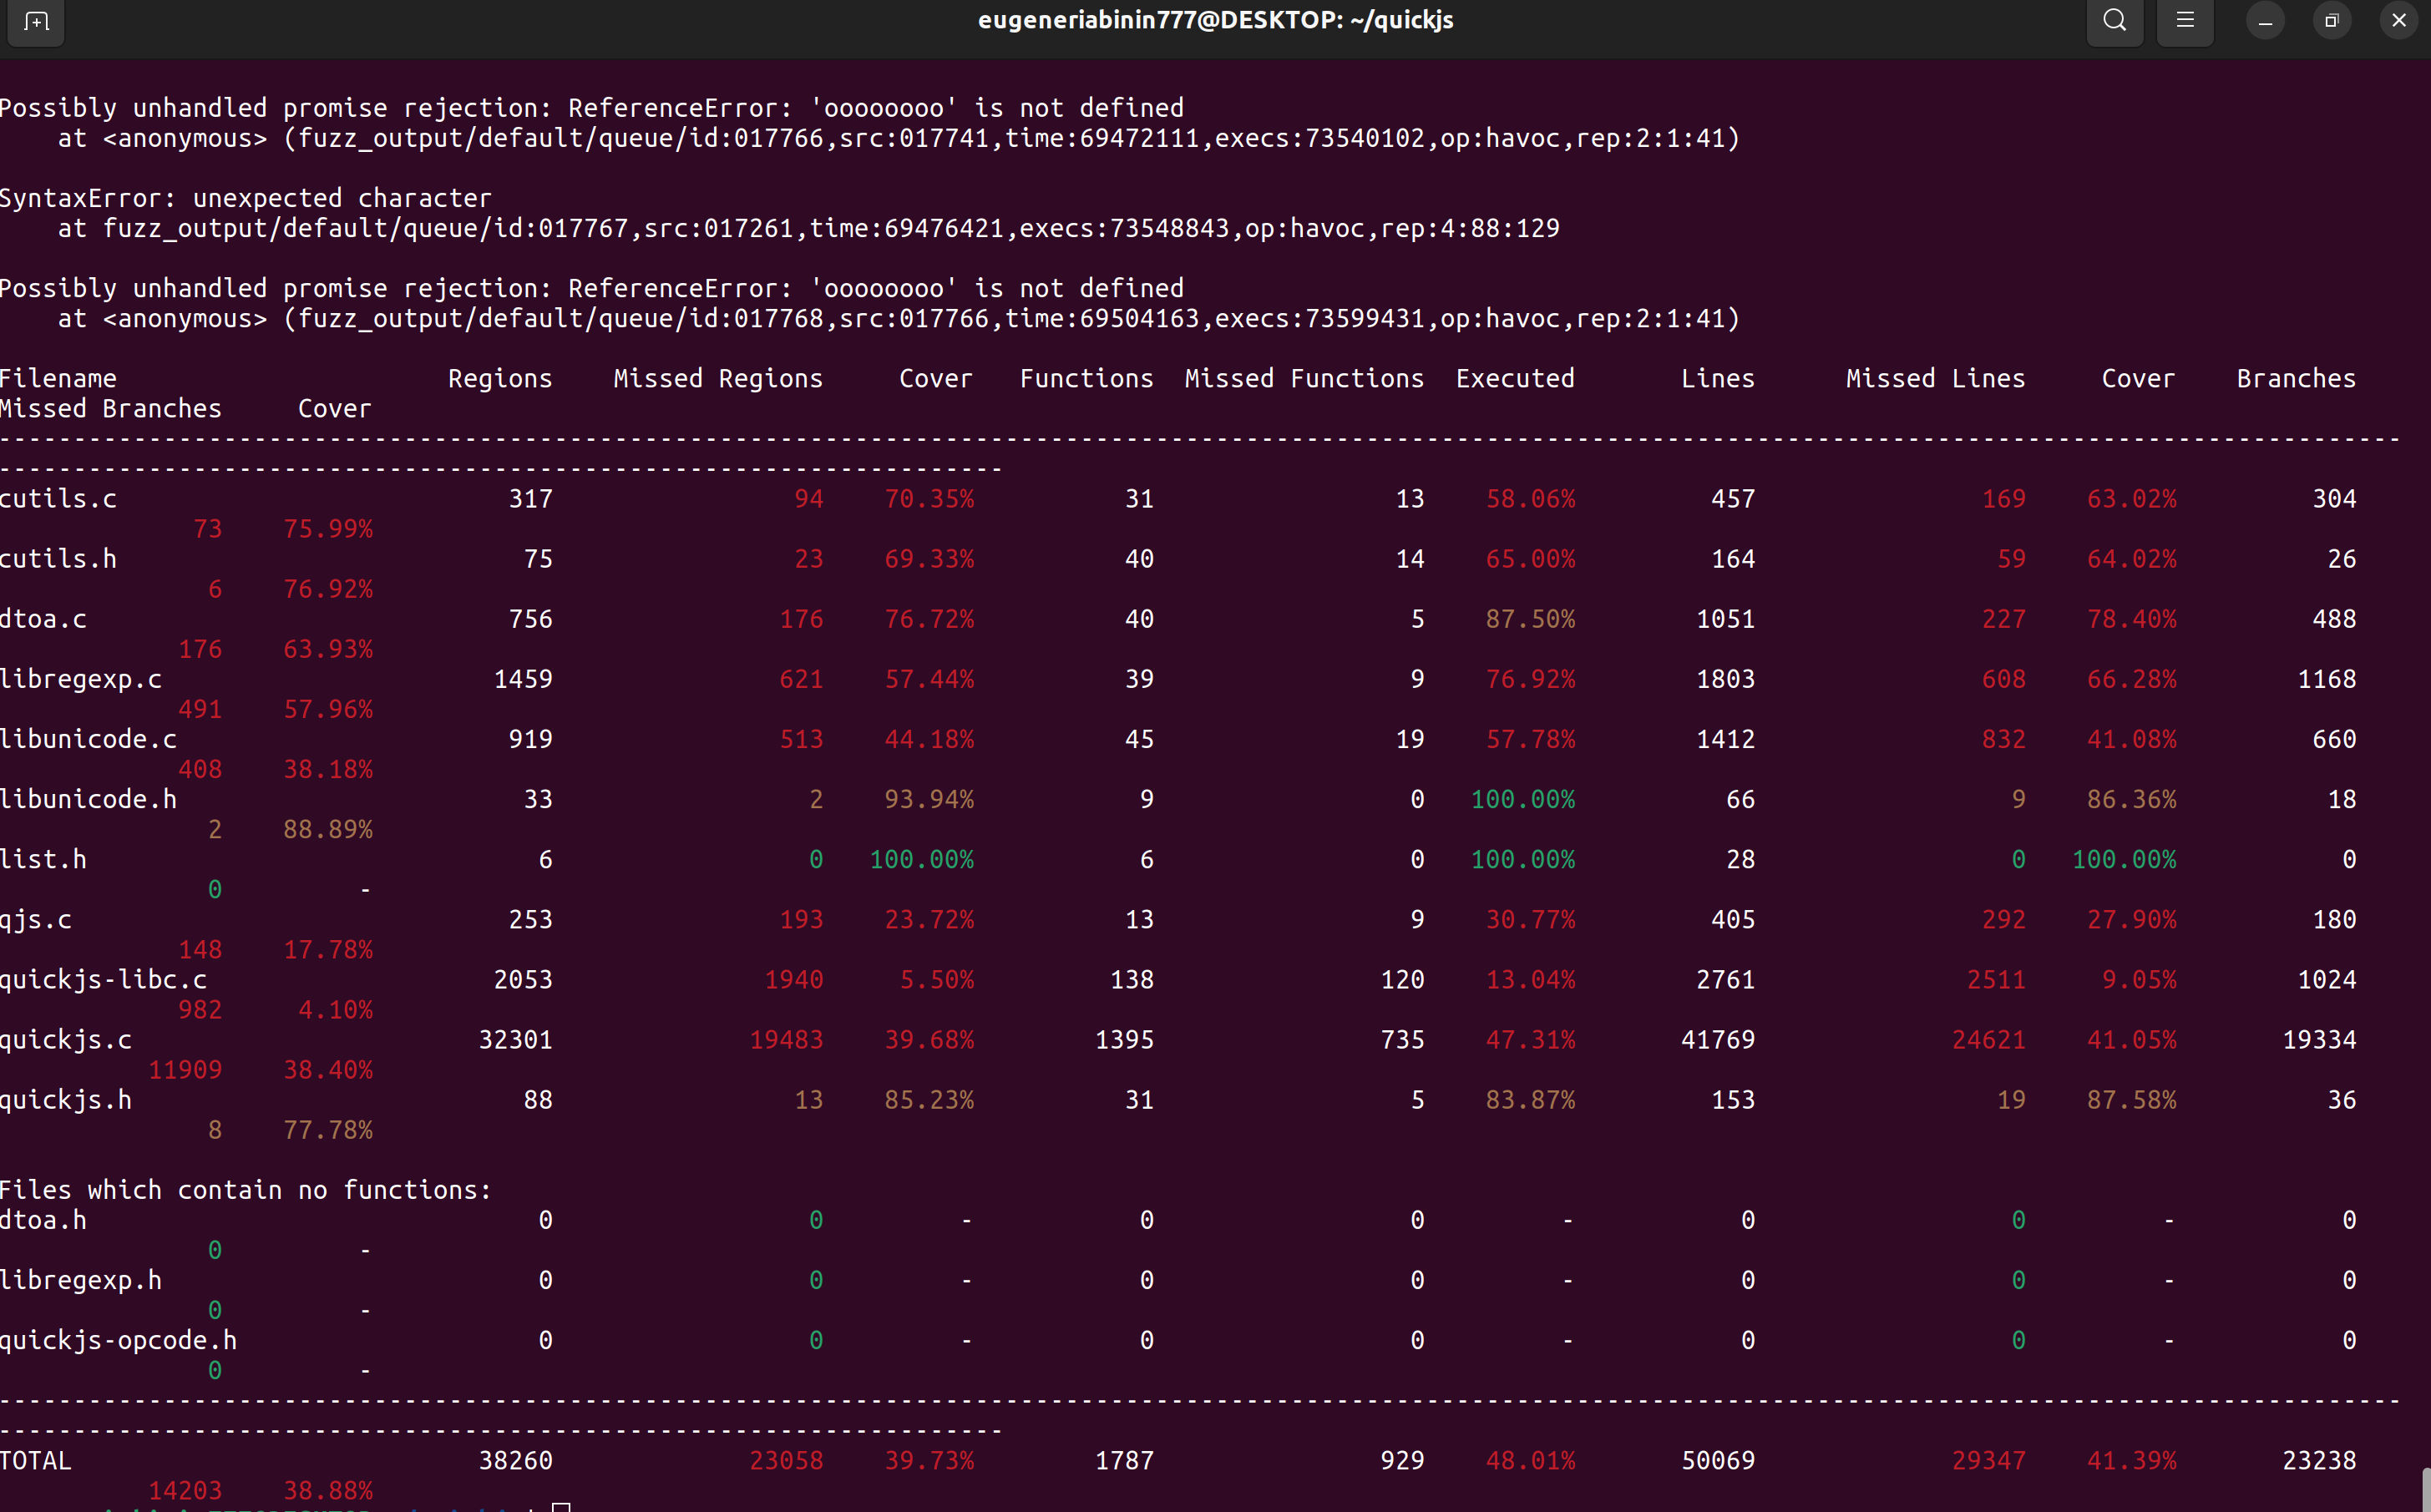 eugeneriabinin777@DESKTOP: ~/quickjs
Possibly unhandled promise rejection: ReferenceError: 'oooooooo' is not defined
    at <anonymous> (fuzz_output/default/queue/id:017766,src:017741,time:69472111,execs:73540102,op:havoc,rep:2:1:41)
SyntaxError: unexpected character
    at fuzz_output/default/queue/id:017767,src:017261,time:69476421,execs:73548843,op:havoc,rep:4:88:129
Possibly unhandled promise rejection: ReferenceError: 'oooooooo' is not defined
    at <anonymous> (fuzz_output/default/queue/id:017768,src:017766,time:69504163,execs:73599431,op:havoc,rep:2:1:41)
Filename Regions Missed Regions Cover Functions Missed Functions Executed Lines Missed Lines Cover Branches
Missed Branches Cover
cutils.c 317 94 70.35% 31 13 58.06% 457 169 63.02% 304
73 75.99%
cutils.h 75 23 69.33% 40 14 65.00% 164 59 64.02% 26
6 76.92%
dtoa.c 756 176 76.72% 40 5 87.50% 1051 227 78.40% 488
176 63.93%
libregexp.c 1459 621 57.44% 39 9 76.92% 1803 608 66.28% 1168
491 57.96%
libunicode.c 919 513 44.18% 45 19 57.78% 1412 832 41.08% 660
408 38.18%
libunicode.h 33 2 93.94% 9 0 100.00% 66 9 86.36% 18
2 88.89%
list.h 6 0 100.00% 6 0 100.00% 28 0 100.00% 0
0 -
qjs.c 253 193 23.72% 13 9 30.77% 405 292 27.90% 180
148 17.78%
quickjs-libc.c 2053 1940 5.50% 138 120 13.04% 2761 2511 9.05% 1024
982 4.10%
quickjs.c 32301 19483 39.68% 1395 735 47.31% 41769 24621 41.05% 19334
11909 38.40%
quickjs.h 88 13 85.23% 31 5 83.87% 153 19 87.58% 36
8 77.78%
Files which contain no functions:
dtoa.h 0 0 - 0 0 - 0 0 - 0
0 -
libregexp.h 0 0 - 0 0 - 0 0 - 0
0 -
quickjs-opcode.h 0 0 - 0 0 - 0 0 - 0
0 -
TOTAL 38260 23058 39.73% 1787 929 48.01% 50069 29347 41.39% 23238
14203 38.88%